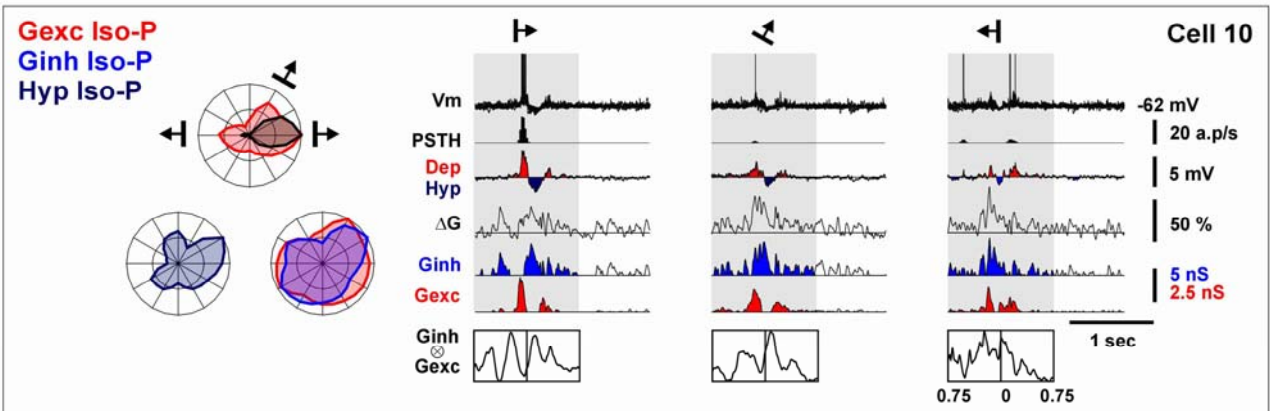 Gexc Iso-P
Ginh Iso-P
Hyp Iso-P
Cell 10
Vm
-62 mV
PSTH
20 a.p/s
Dep
Hyp
5 mV
ΔG
50 %
Ginh
5 nS
Gexc
2.5 nS
1 sec
Ginh
⊗
Gexc
0.75 0 0.75